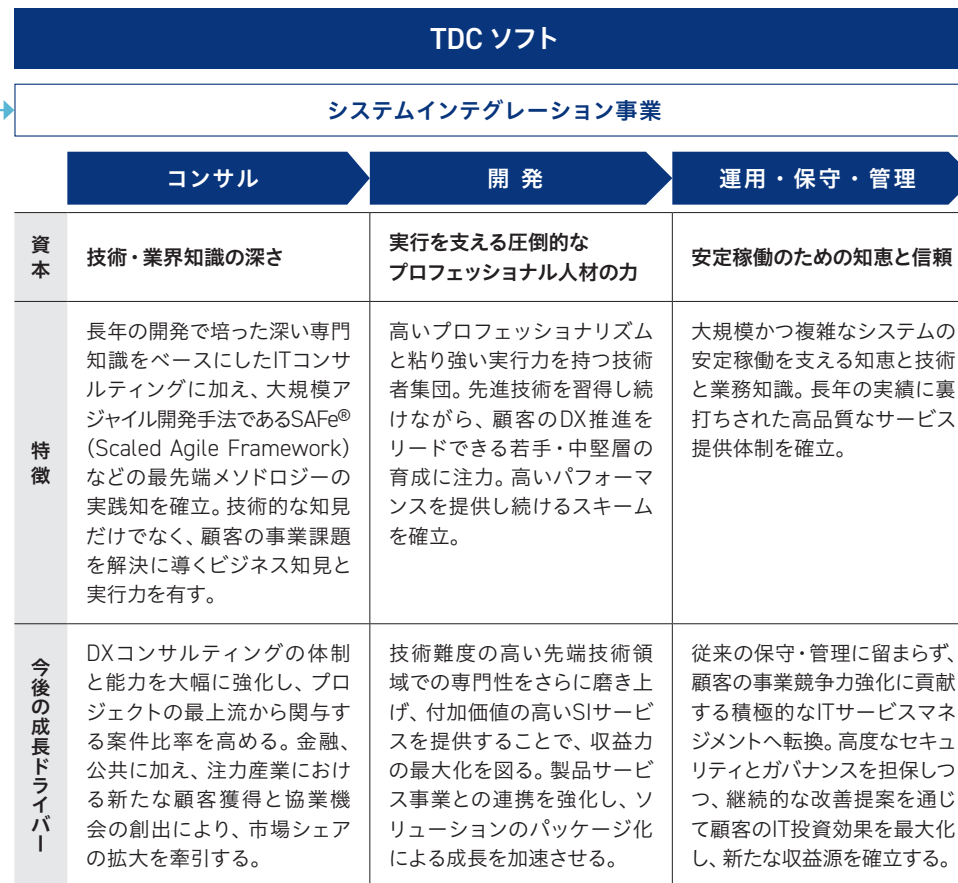 TDC ソフト
システムインテグレーション事業
コンサル
開発
運用・保守・管理
資本
技術・業界知識の深さ
実行を支える圧倒的な
プロフェッショナル人材の力
安定稼働のための知恵と信頼
特徴
長年の開発で培った深い専門
知識をベースにしたITコンサ
ルティングに加え、大規模ア
ジャイル開発手法であるSAFe®
(Scaled Agile Framework)
などの最先端メソドロジーの
実践知を確立。技術的な知見
だけでなく、顧客の事業課題
を解決に導くビジネス知見と
実行力を有す。
高いプロフェッショナリズム
と粘り強い実行力を持つ技術
者集団。先進技術を習得し続
けながら、顧客のDX推進を
リードできる若手・中堅層の
育成に注力。高いパフォーマ
ンスを提供し続けるスキーム
を確立。
大規模かつ複雑なシステムの
安定稼働を支える知恵と技術
と業務知識。長年の実績に裏
打ちされた高品質なサービス
提供体制を確立。
今後の成長ドライバー
DXコンサルティングの体制
と能力を大幅に強化し、プロ
ジェクトの最上流から関与す
る案件比率を高める。金融、
公共に加え、注力産業におけ
る新たな顧客獲得と協業機
会の創出により、市場シェア
の拡大を牽引する。
技術難度の高い先端技術領
域での専門性をさらに磨き上
げ、付加価値の高いSIサービ
スを提供することで、収益力
の最大化を図る。製品サービ
ス事業との連携を強化し、ソ
リューションのパッケージ化
による成長を加速させる。
従来の保守・管理に留まらず、
顧客の事業競争力強化に貢献
する積極的なITサービスマネ
ジメントへ転換。高度なセキュ
リティとガバナンスを担保しつ
つ、継続的な改善提案を通じ
て顧客のIT投資効果を最大化
し、新たな収益源を確立する。